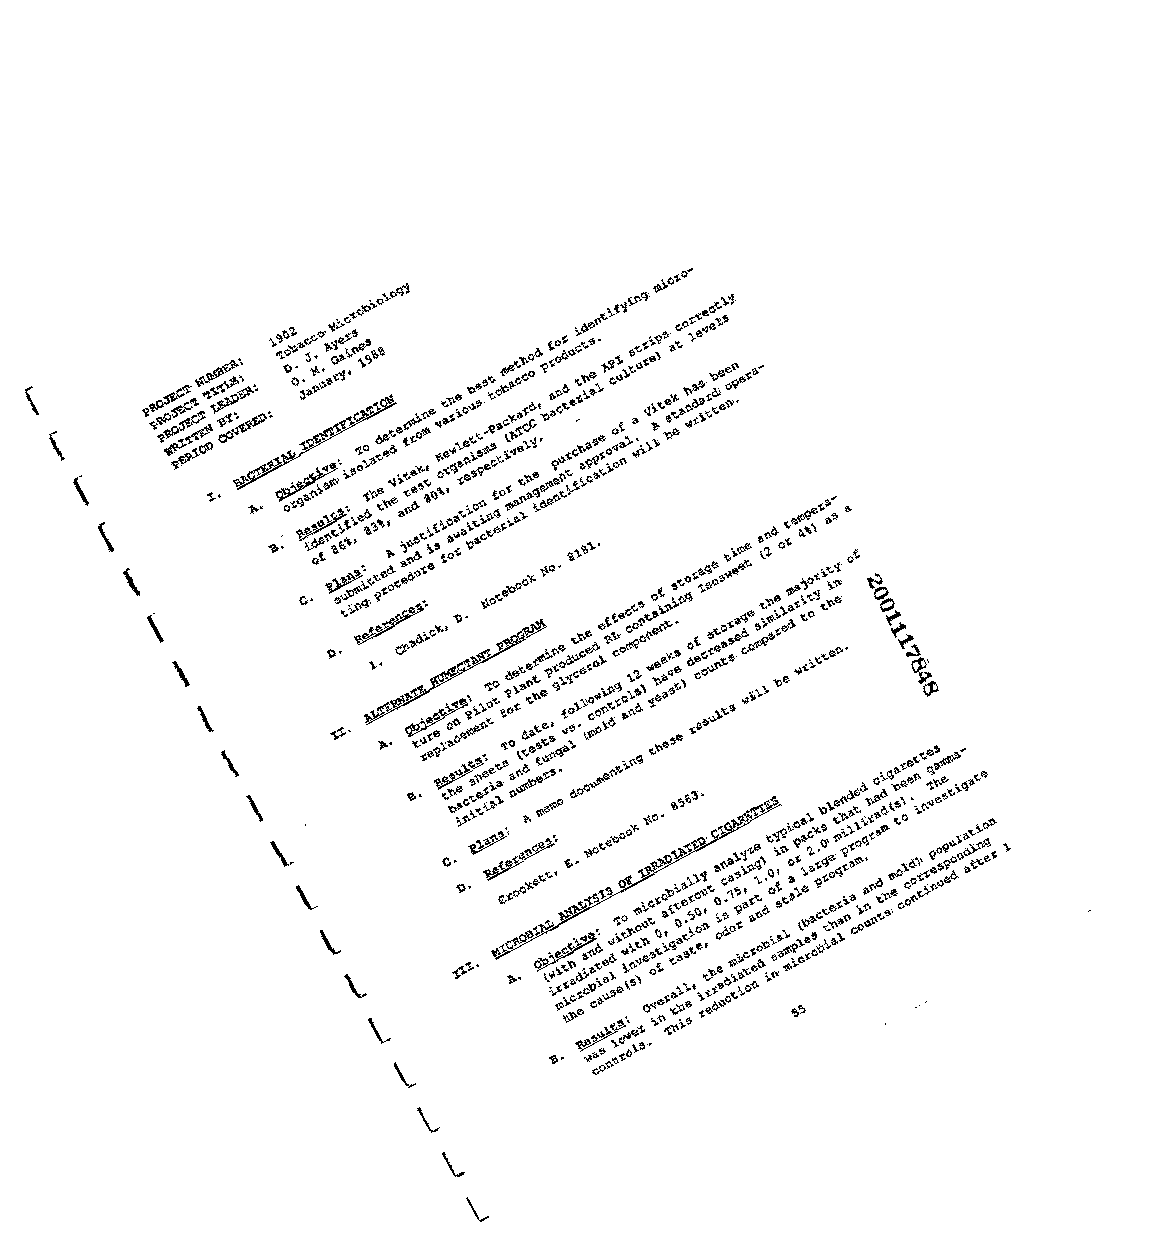 PROJECT NUMBER: 1902
PROJECT TITLE: Tobacco Microbiology
PROJECT LEADER: D. J. Ayers
WRITTEN BY: O. M. Gaines
PERIOD COVERED: January, 1988
I. BACTERIAL IDENTIFICATION
A. Objective: To determine the best method for identifying micro-
organism isolated from various tobacco products.
B. Results: The Vitek, Hewlett-Packard, and the API strips correctly
identified the test organisms (ATCC bacterial culture) at levels
of 86%, 83%, and 80%, respectively.
C. Plans: A justification for the purchase of a Vitek has been
submitted and is awaiting management approval. A standard opera-
ting procedure for bacterial identification will be written.
D. References:
1. Chadick, D. Notebook No. 8181.
II. ALTERNATE HUMECTANT PROGRAM
A. Objective: To determine the effects of storage time and tempera-
ture on Pilot Plant produced RL containing Isosweet (2 or 4%) as a
replacement for the glycerol component.
B. Results: To date, following 12 weeks of storage the majority of
the sheets (tests vs. controls) have decreased similarity in
bacteria and fungal (mold and yeast) counts compared to the
initial numbers.
C. Plans: A memo documenting these results will be written.
D. References:
Crockett, E. Notebook No. 8563.
III. MICROBIAL ANALYSIS OF IRRADIATED CIGARETTES
A. Objective: To microbially analyze typical blended cigarettes
(with and without aftercut casing) in packs that had been gamma-
irradiated with 0, 0.50, 0.75, 1.0, or 2.0 millirad(s). The
microbial investigation is part of a large program to investigate
the cause(s) of taste, odor and stale program.
B. Results: Overall, the microbial (bacteria and mold) population
was lower in the irradiated samples than in the corresponding
controls. This reduction in microbial counts continued after 1
55
2001117848